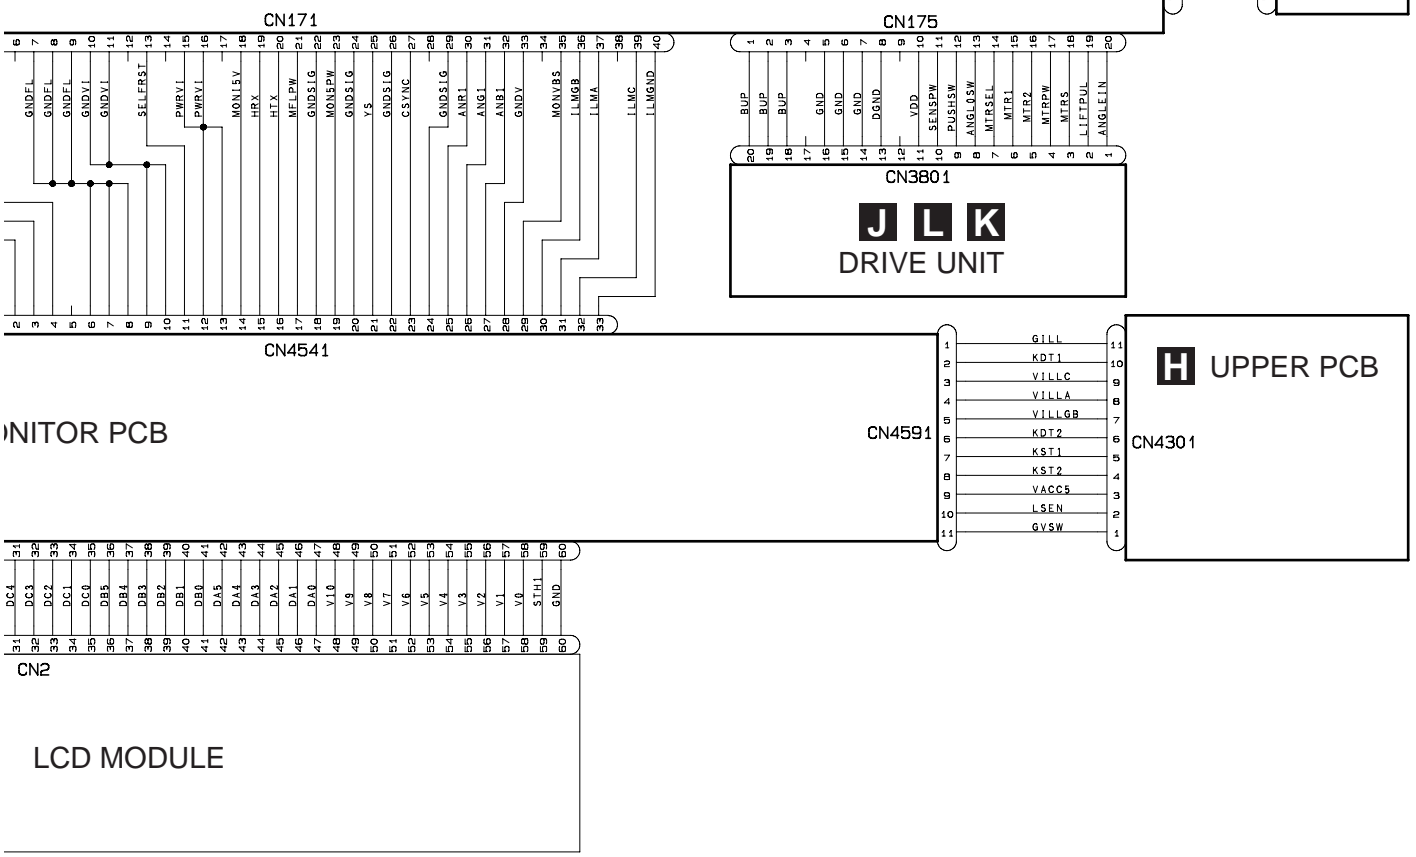 CN171
CN175
6 7 8 9 10 11 12 13 14 15 16 17 18 19 20 21 22 23 24 25 26 27 28 29 30 31 32 33 34 35 36 37 38 39 40
1 2 3 4 5 6 7 8 9 10 11 12 13 14 15 16 17 18 19 20
GNDFL
GNDFL
GNDFL
GNDVI
GNDVI
SELFRST
PWRVI
PWRVI
MONI5V
HRX
HTX
MFLPW
GNDSIG
MON5PW
GNDSIG
YS
GNDSIG
CSYNC
GNDSIG
ANR1
ANG1
ANB1
GNDV
MONVBS
ILMGB
ILMA
ILMC
ILMGND
BUP
BUP
BUP
GND
GND
GND
DGND
VDD
SENSPW
PUSHSW
ANGL0SW
MTRSEL
MTR1
MTR2
MTRPW
MTRS
LIFTPUL
ANGLEIN
20 19 18 17 16 15 14 13 12 11 10 9 8 7 6 5 4 3 2 1
CN3801
J L K
DRIVE UNIT
2 3 4 5 6 7 8 9 10 11 12 13 14 15 16 17 18 19 20 21 22 23 24 25 26 27 28 29 30 31 32 33
CN4541
ONITOR PCB
CN4591
1 GILL 11
2 KDT1 10
3 VILLC 9
4 VILLA 8
5 VILLGB 7
6 KDT2 6
7 KST1 5
8 KST2 4
9 VACC5 3
10 LSEN 2
11 GVSW 1
H UPPER PCB
CN4301
31 32 33 34 35 36 37 38 39 40 41 42 43 44 45 46 47 48 49 50 51 52 53 54 55 56 57 58 59 60
DC4
DC3
DC2
DC1
DC0
DB5
DB4
DB3
DB2
DB1
DB0
DA5
DA4
DA3
DA2
DA1
DA0
V10
V9
V8
V7
V6
V5
V4
V3
V2
V1
V0
STH1
GND
31 32 33 34 35 36 37 38 39 40 41 42 43 44 45 46 47 48 49 50 51 52 53 54 55 56 57 58 59 60
CN2
LCD MODULE